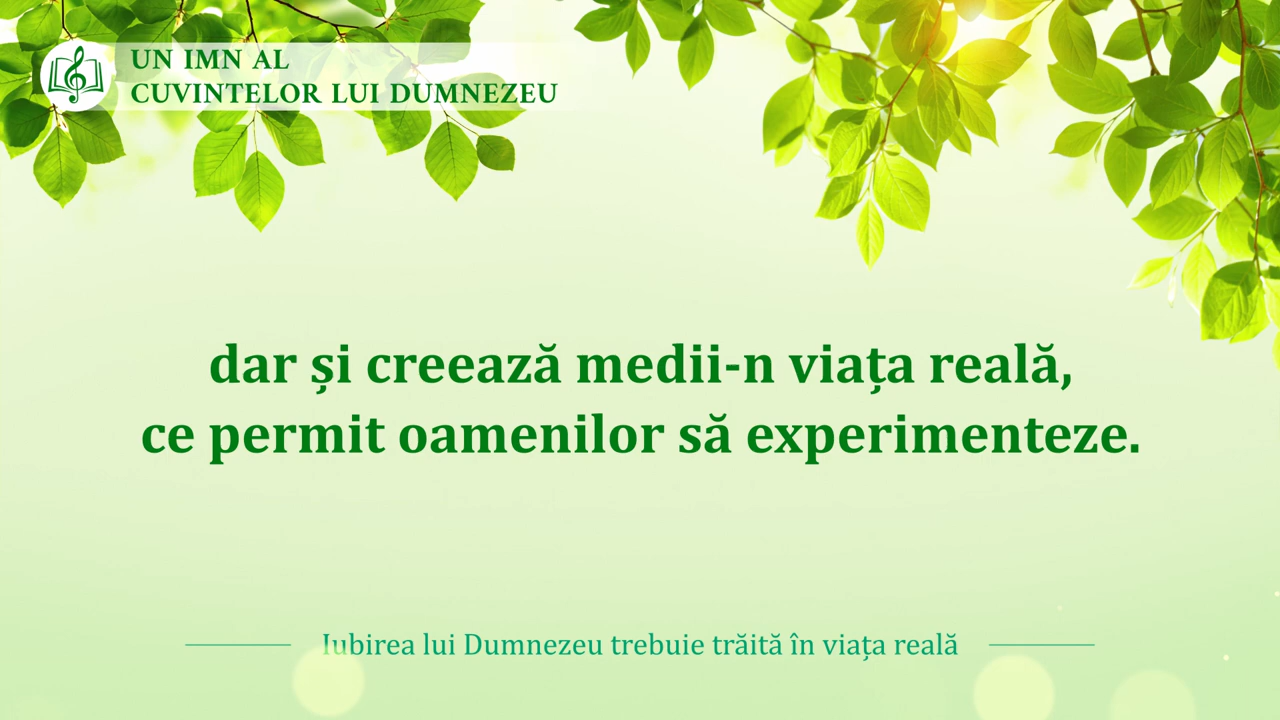 UN IMN AL
CUVINTELOR LUI DUMNEZEU
dar și creează medii-n viața reală,
ce permit oamenilor să experimenteze.
Iubirea lui Dumnezeu trebuie trăită în viața reală